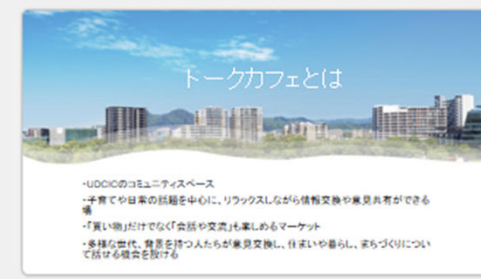 トークカフェとは
・UDCICのコミュニティスペース
・子育てや日常の話題を中心に、リラックスしながら情報交換や意見共有ができる
場
・「買い物」だけでなく「会話や交流」も楽しめるマーケット
・多様な世代、背景を持つ人たちが意見交換し、住まいや暮らし、まちづくりについ
て話せる機会を設ける